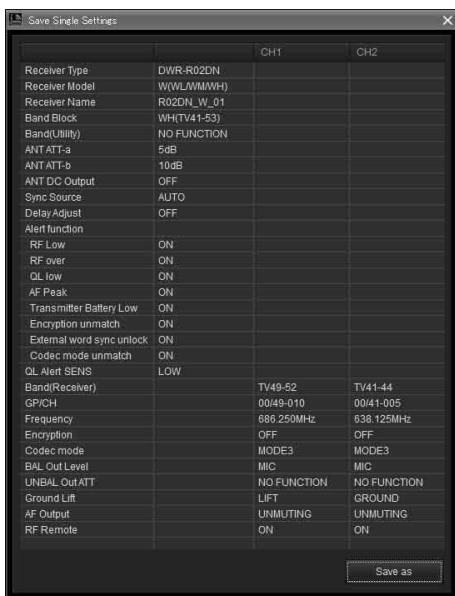 Save Single Settings
CH1 CH2
Receiver Type DWR-R02DN
Receiver Model W(WL/WM/WH)
Receiver Name R02DN_W_01
Band Block WH(TV41-53)
Band(Utility) NO FUNCTION
ANT ATT-a 5dB
ANT ATT-b 10dB
ANT DC Output OFF
Sync Source AUTO
Delay Adjust OFF
Alert function
RF Low ON
RF over ON
QL low ON
AF Peak ON
Transmitter Battery Low ON
Encryption unmatch ON
External word sync unlock ON
Codec mode unmatch ON
QL Alert SENS LOW
Band(Receiver) TV49-52 TV41-44
GP/CH 00/49-010 00/41-005
Frequency 686.250MHz 638.125MHz
Encryption OFF OFF
Codec mode MODE3 MODE3
BAL Out Level MIC MIC
UNBAL Out ATT NO FUNCTION NO FUNCTION
Ground Lift LIFT GROUND
AF Output UNMUTING UNMUTING
RF Remote ON ON
Save as